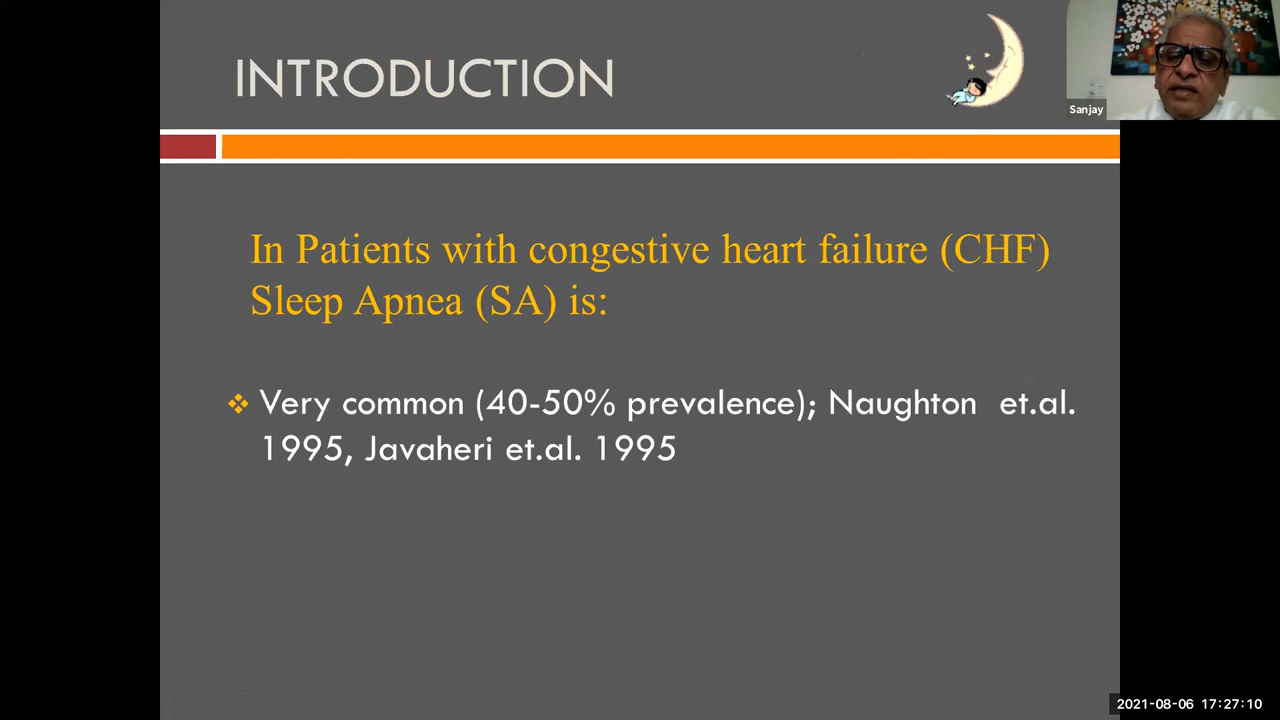 INTRODUCTION
Sanjay
In Patients with congestive heart failure (CHF)
Sleep Apnea (SA) is:
Very common (40-50% prevalence); Naughton et.al.
1995, Javaheri et.al. 1995
2021-08-06 17:27:10